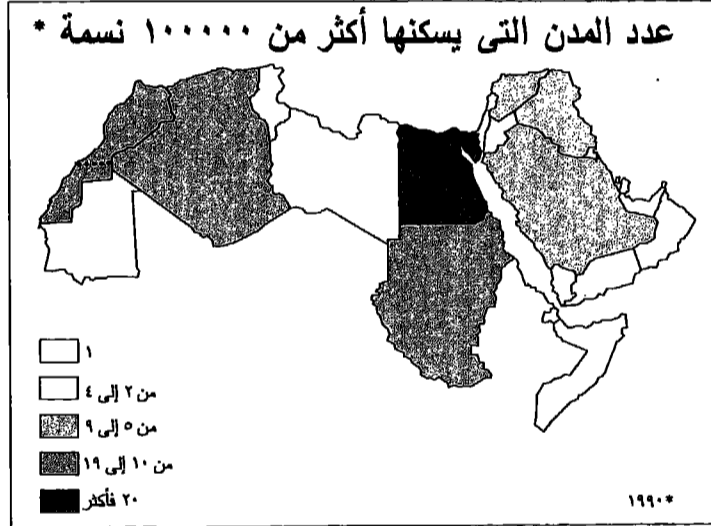 عدد المدن التى يسكنها أكثر من ١٠٠٠٠٠ نسمة *
١
من ٢ إلى ٤
من ٥ إلى ٩
من ١٠ إلى ١٩
٢٠ فأكثر
*١٩٩٠